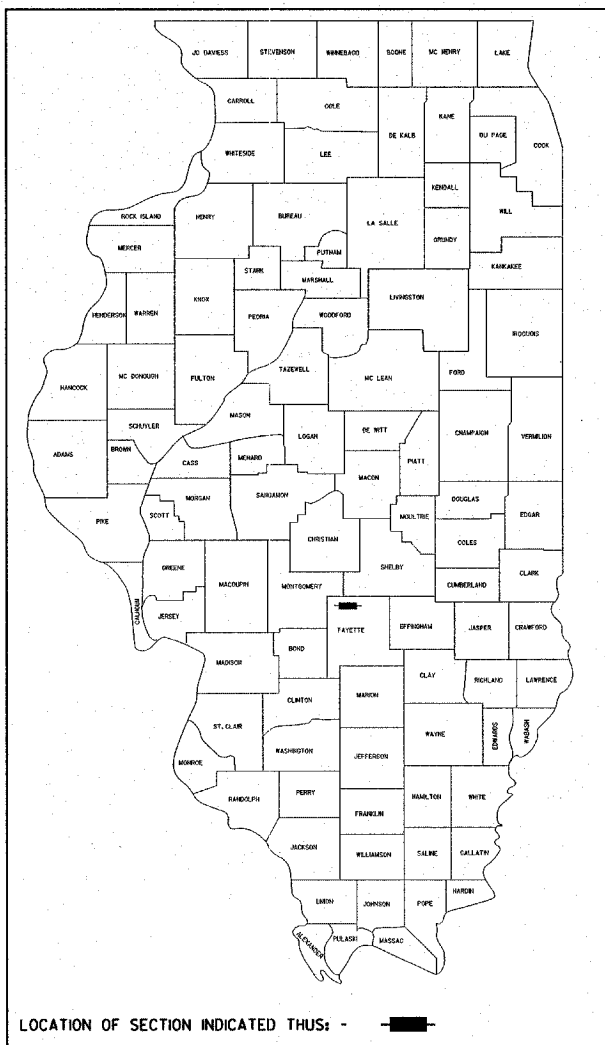 JO DAVIESS
STEVENSON
WINNEBAGO
BOONE
MC HENRY
LAKE
CARROLL
OGLE
KANE
DE KALB
DU PAGE
COOK
WHITESIDE
LEE
KENDALL
WILL
ROCK ISLAND
HENRY
BUREAU
LA SALLE
GRUNDY
MERCER
PUTNAM
STARK
MARSHALL
KANKAKEE
HENDERSON
WARREN
KNOX
PEORIA
WOODFORD
LIVINGSTON
IROQUOIS
HANCOCK
MC DONOUGH
FULTON
TAZEWELL
MC LEAN
FORD
MASON
SCHUYLER
LOGAN
DE WITT
CHAMPAIGN
VERMILION
ADAMS
BROWN
CASS
MENARD
MACON
PIATT
PIKE
SCOTT
MORGAN
SANGAMON
MOULTRIE
DOUGLAS
EDGAR
CHRISTIAN
COLES
GREENE
MACOUPIN
MONTGOMERY
SHELBY
CUMBERLAND
CLARK
CALHOUN
JERSEY
FAYETTE
EFFINGHAM
JASPER
CRAWFORD
MADISON
BOND
CLAY
RICHLAND
LAWRENCE
CLINTON
MARION
ST. CLAIR
WAYNE
EDWARDS
WABASH
MONROE
WASHINGTON
JEFFERSON
RANDOLPH
PERRY
HAMILTON
WHITE
FRANKLIN
JACKSON
WILLIAMSON
SALINE
GALLATIN
UNION
JOHNSON
POPE
HARDIN
ALEXANDER
PULASKI
MASSAC
LOCATION OF SECTION INDICATED THUS: -